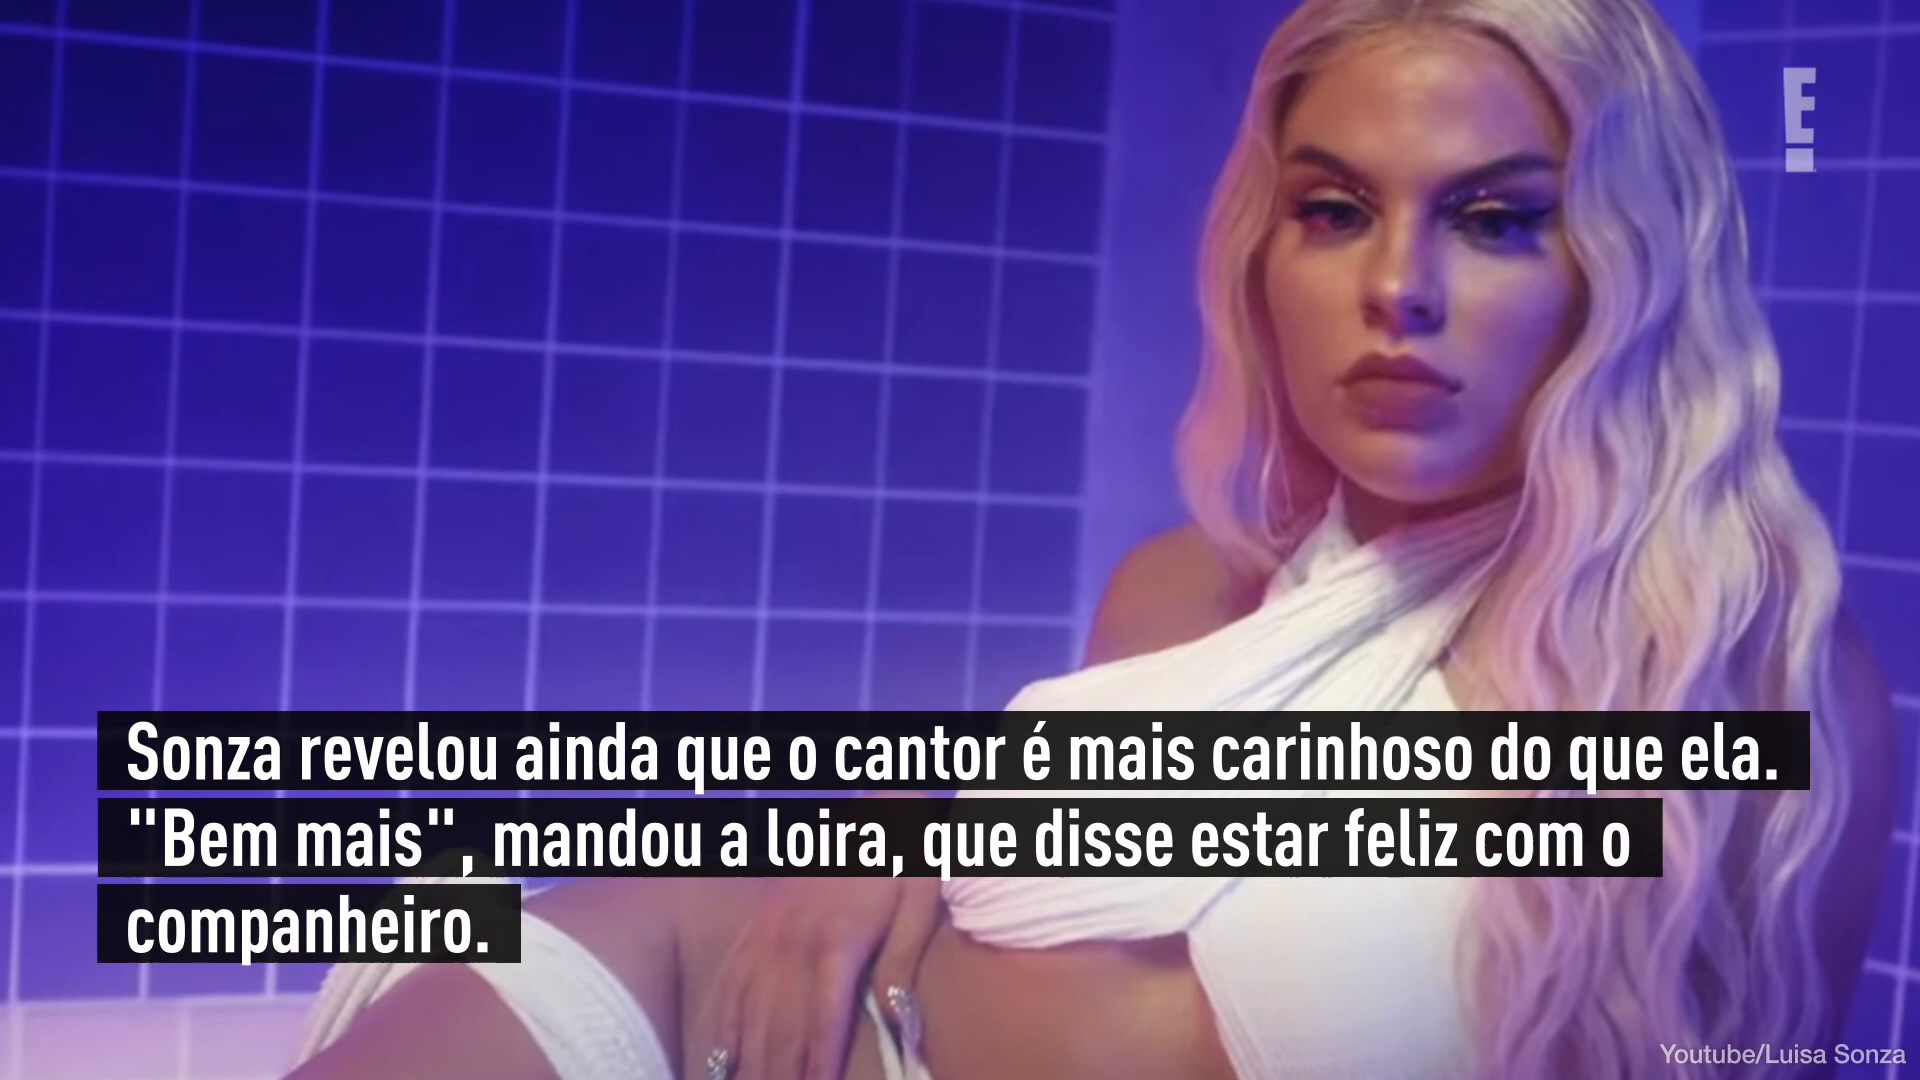 E!
Sonza revelou ainda que o cantor é mais carinhoso do que ela.
"Bem mais", mandou a loira, que disse estar feliz com o
companheiro.
Youtube/Luisa Sonza